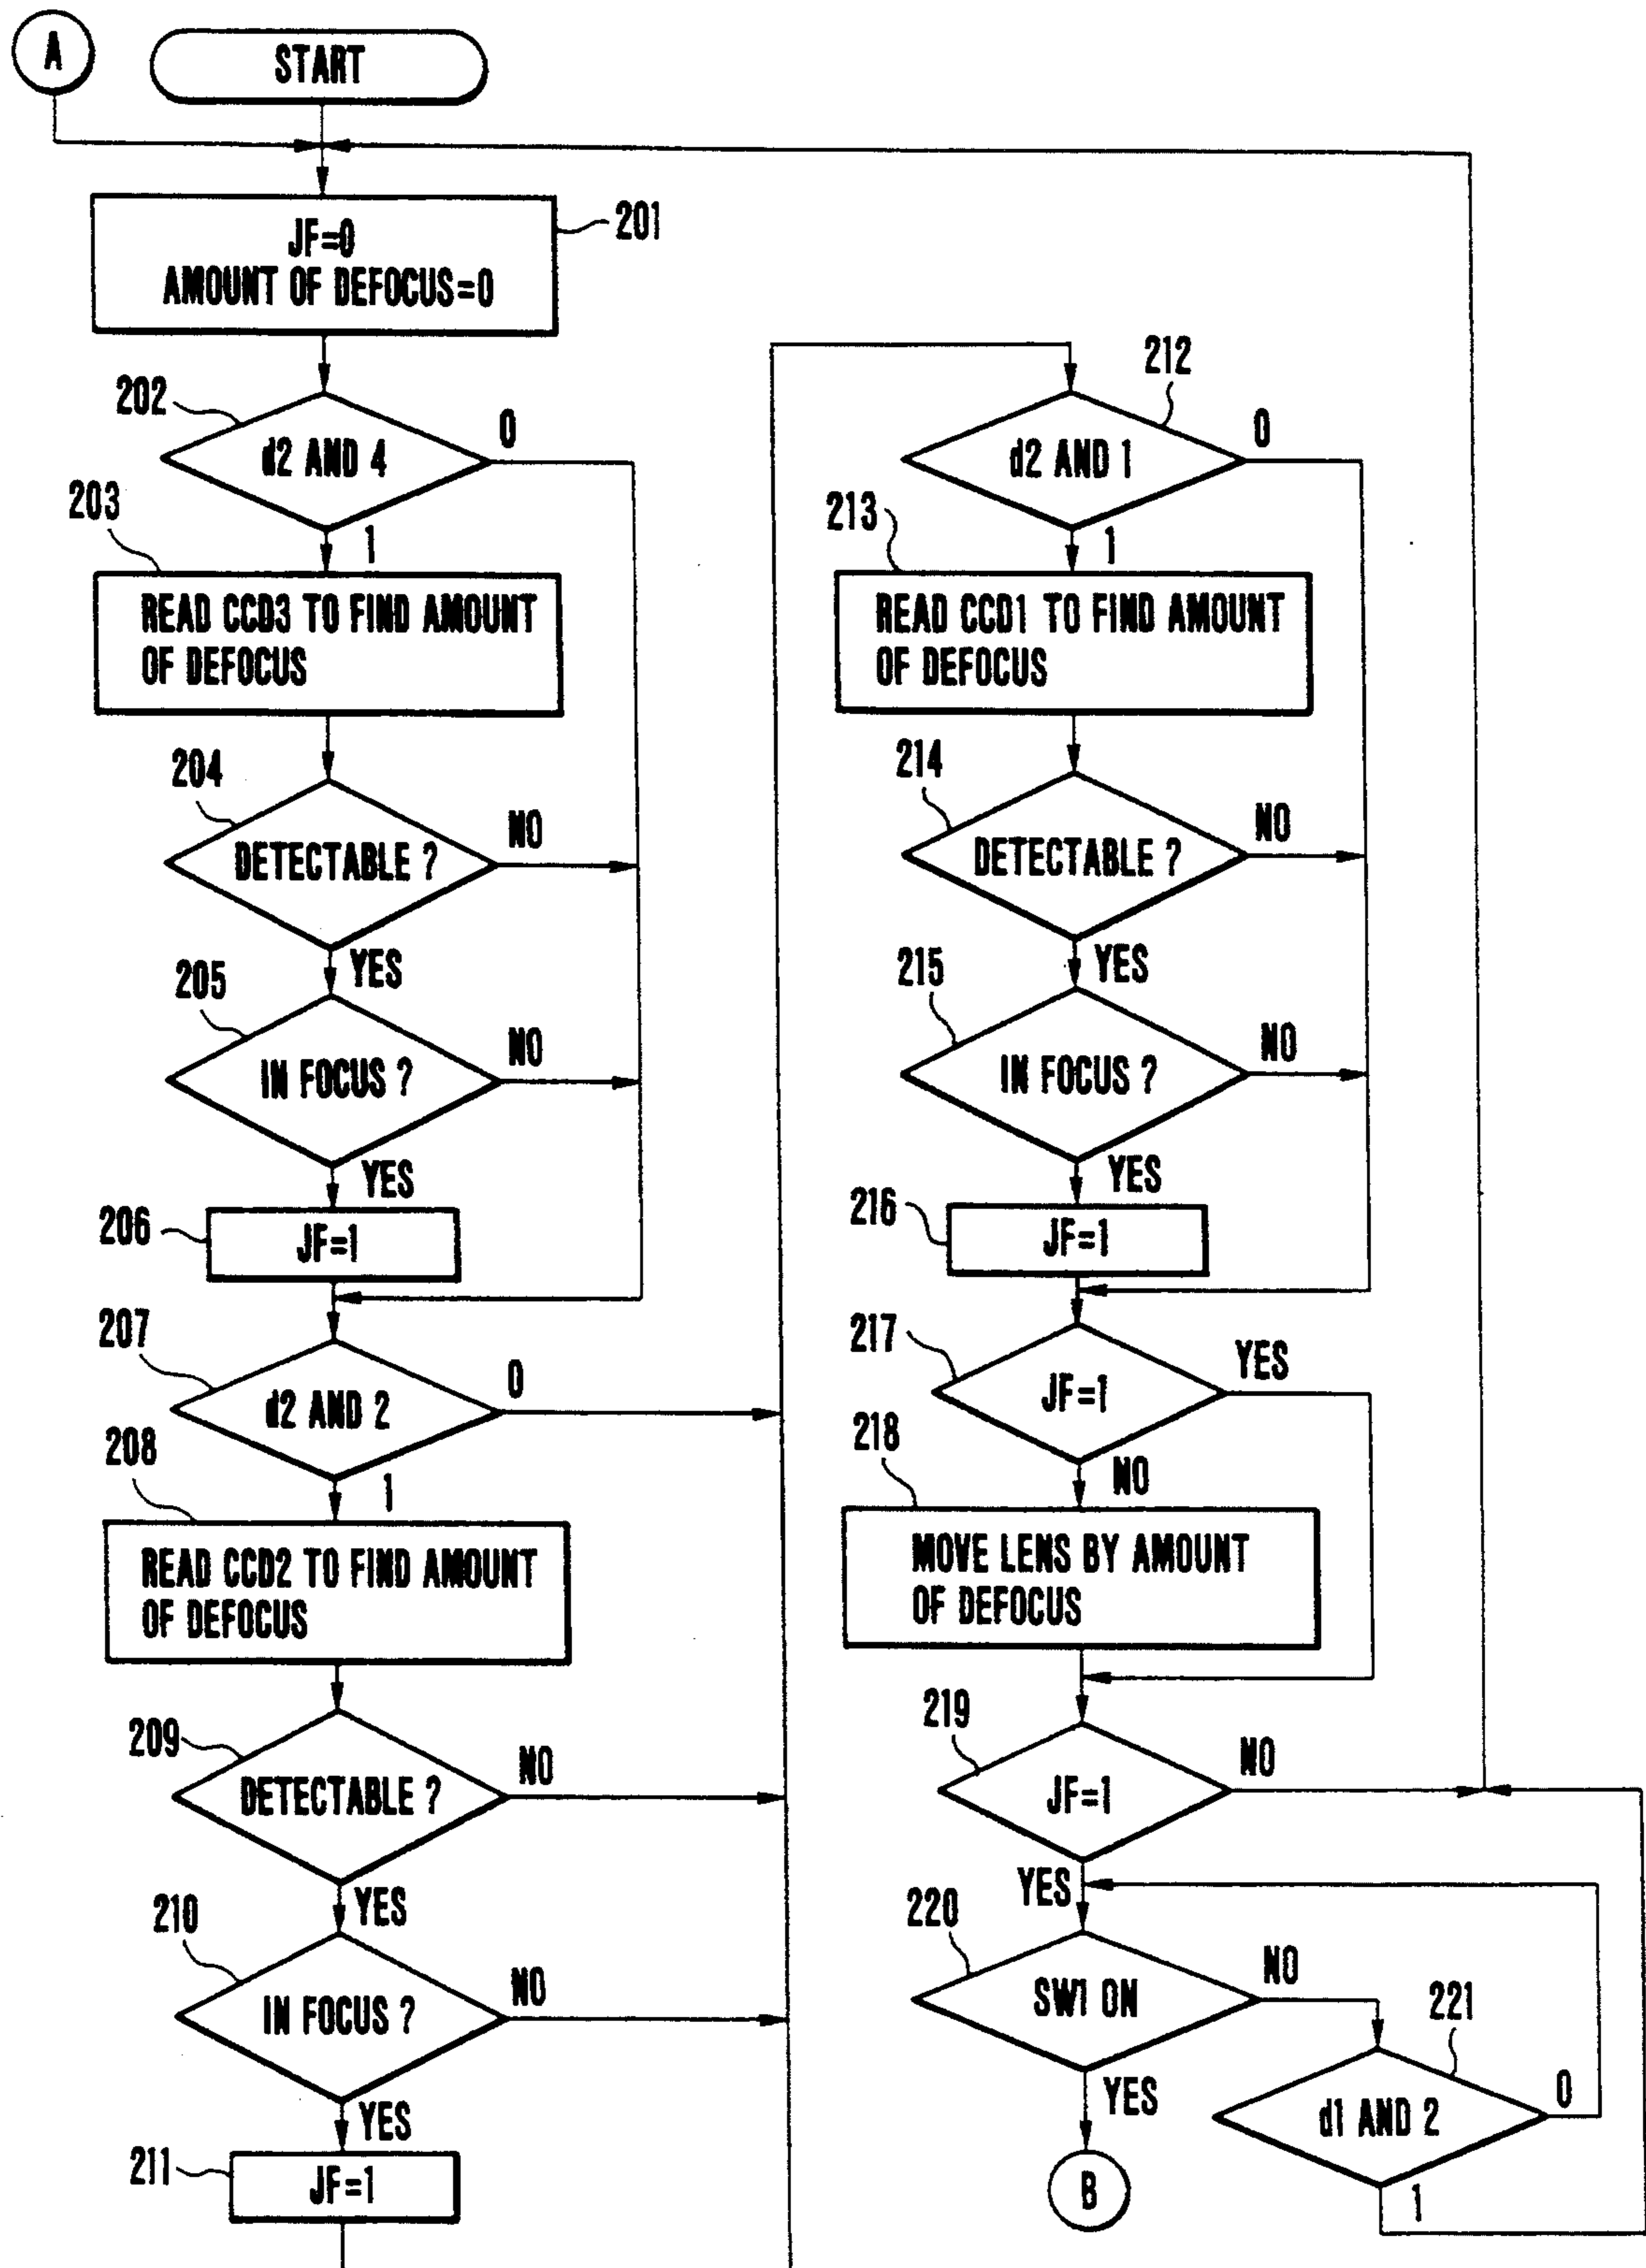 A
START
JF=0
AMOUNT OF DEFOCUS=0
201
202
d2 AND 4
0
1
203
READ CCD3 TO FIND AMOUNT
OF DEFOCUS
204
DETECTABLE ?
NO
YES
205
IN FOCUS ?
NO
YES
206
JF=1
207
d2 AND 2
0
1
208
READ CCD2 TO FIND AMOUNT
OF DEFOCUS
209
DETECTABLE ?
NO
YES
210
IN FOCUS ?
NO
YES
211
JF=1
212
d2 AND 1
0
1
213
READ CCD1 TO FIND AMOUNT
OF DEFOCUS
214
DETECTABLE ?
NO
YES
215
IN FOCUS ?
NO
YES
216
JF=1
217
JF=1
YES
NO
218
MOVE LENS BY AMOUNT
OF DEFOCUS
219
JF=1
NO
YES
220
SW1 ON
NO
YES
221
d1 AND 2
0
1
B